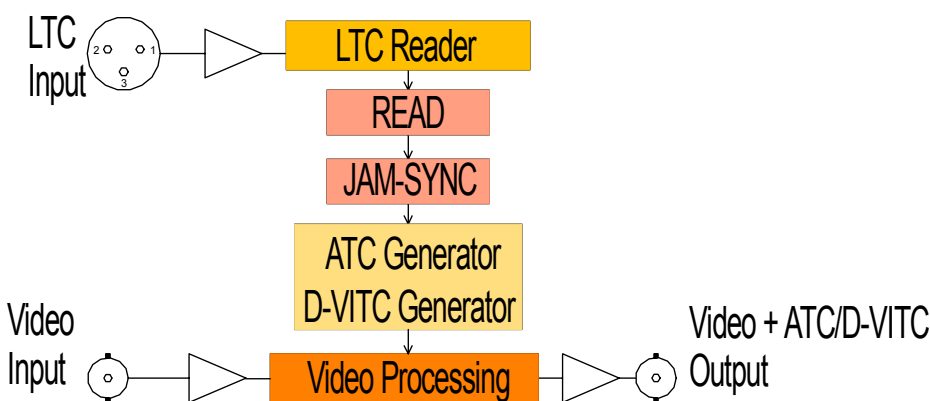 LTC
Input
2
1
3
LTC Reader
READ
JAM-SYNC
ATC Generator
D-VITC Generator
Video
Input
Video Processing
Video + ATC/D-VITC
Output